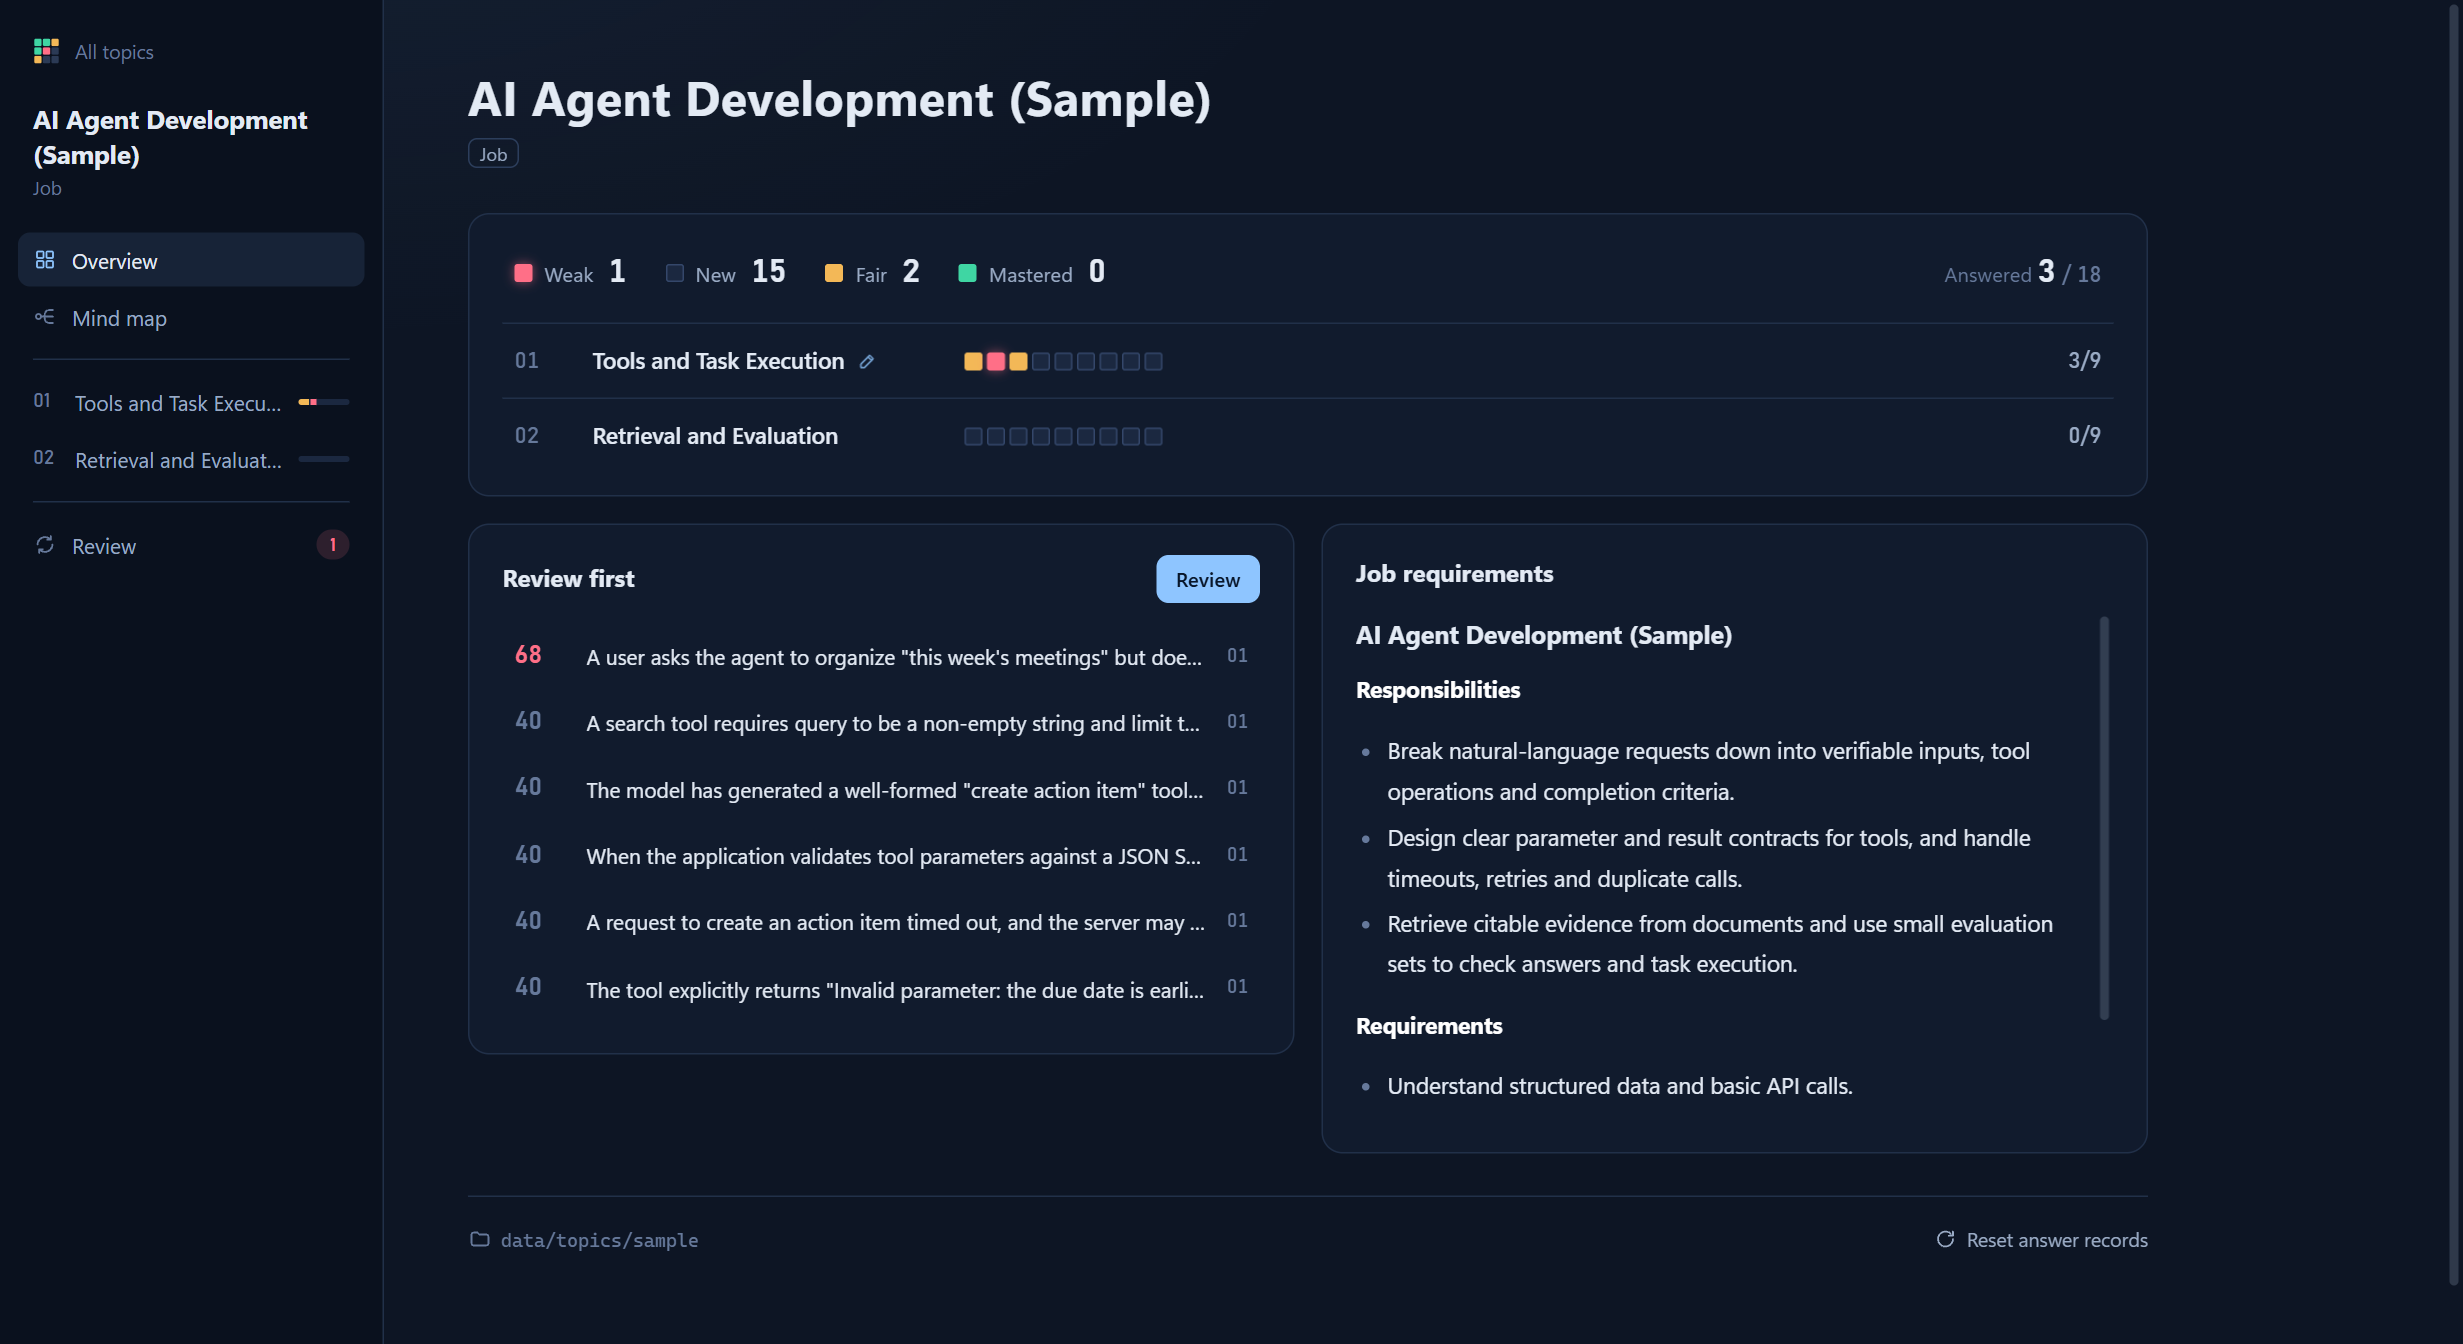 All topics
AI Agent Development
(Sample)
Job
Overview
Mind map
01 Tools and Task Execu...
02 Retrieval and Evaluat...
Review 1
AI Agent Development (Sample)
Job
Weak 1 New 15 Fair 2 Mastered 0 Answered 3 / 18
01 Tools and Task Execution 3/9
02 Retrieval and Evaluation 0/9
Review first Review
68 A user asks the agent to organize "this week's meetings" but doe... 01
40 A search tool requires query to be a non-empty string and limit t... 01
40 The model has generated a well-formed "create action item" tool... 01
40 When the application validates tool parameters against a JSON S... 01
40 A request to create an action item timed out, and the server may ... 01
40 The tool explicitly returns "Invalid parameter: the due date is earli... 01
Job requirements
AI Agent Development (Sample)
Responsibilities
• Break natural-language requests down into verifiable inputs, tool
operations and completion criteria.
• Design clear parameter and result contracts for tools, and handle
timeouts, retries and duplicate calls.
• Retrieve citable evidence from documents and use small evaluation
sets to check answers and task execution.
Requirements
• Understand structured data and basic API calls.
data/topics/sample
Reset answer records